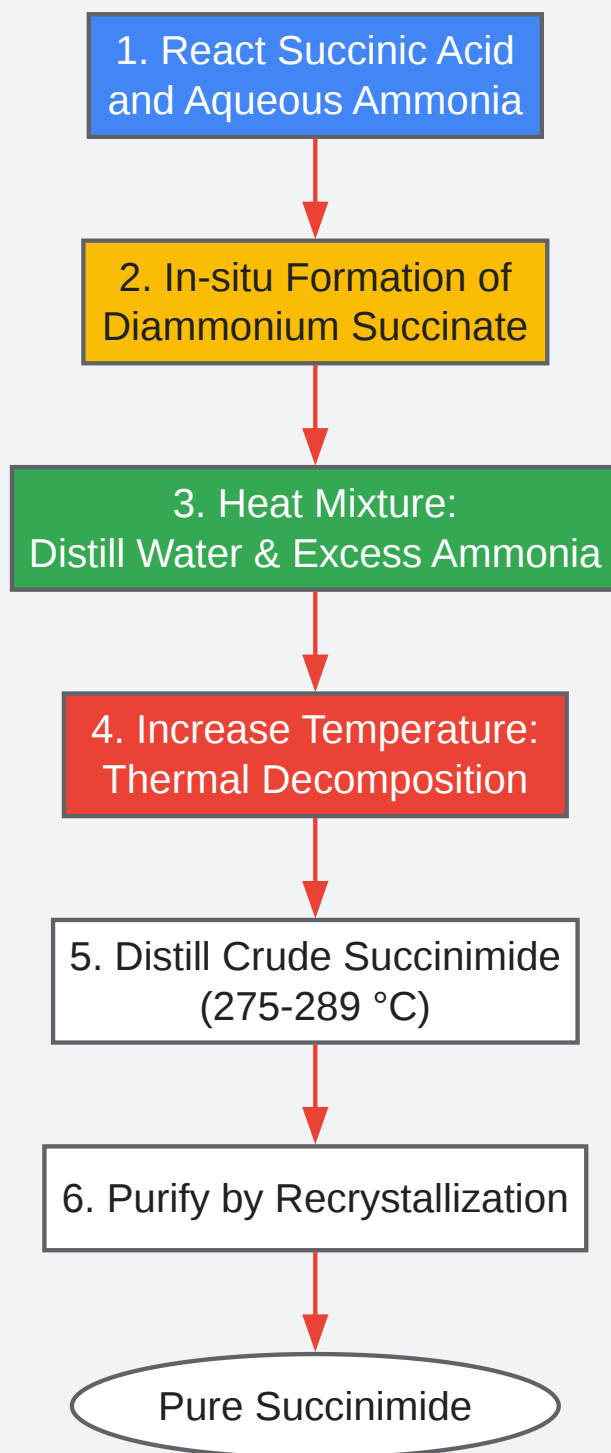 1. React Succinic Acid
and Aqueous Ammonia
2. In-situ Formation of
Diammonium Succinate
3. Heat Mixture:
Distill Water & Excess Ammonia
4. Increase Temperature:
Thermal Decomposition
5. Distill Crude Succinimide
(275-289 °C)
6. Purify by Recrystallization
Pure Succinimide